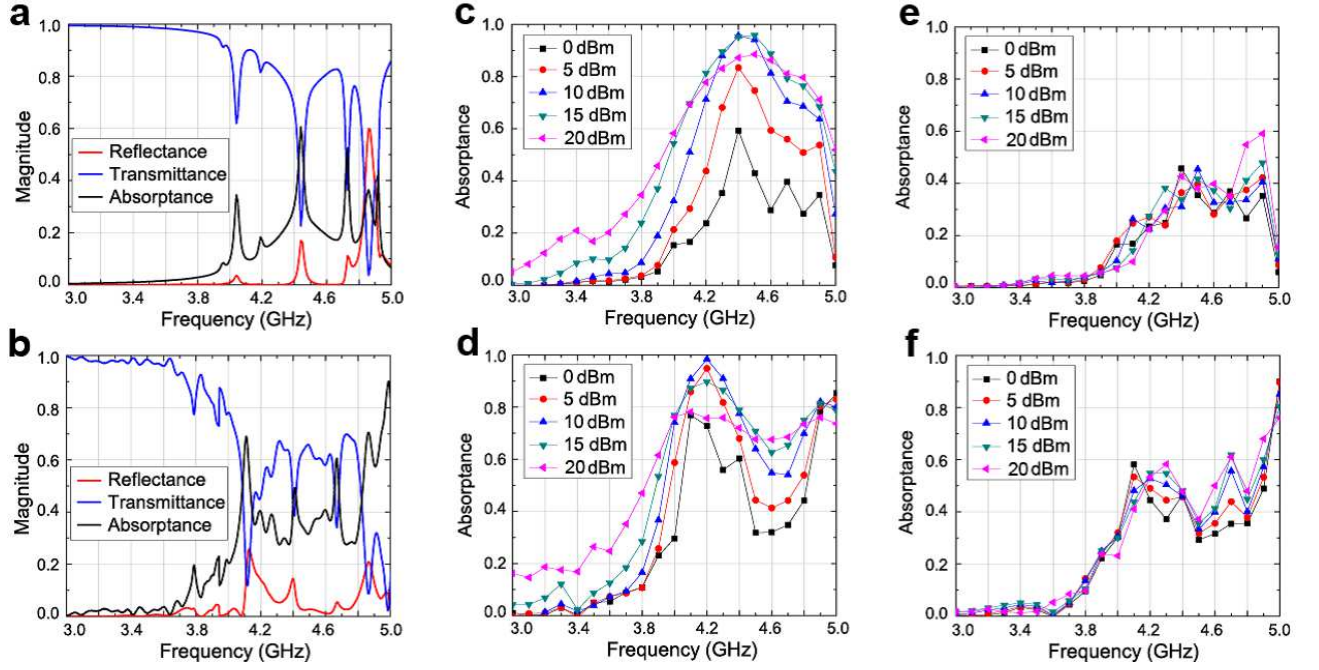 a
1.0
0.8
0.6
0.4
0.2
0.0
Magnitude
Reflectance
Transmittance
Absorptance
3.0 3.4 3.8 4.2 4.6 5.0
Frequency (GHz)
c
1.0
0.8
0.6
0.4
0.2
0.0
Absorptance
0 dBm
5 dBm
10 dBm
15 dBm
20 dBm
3.0 3.4 3.8 4.2 4.6 5.0
Frequency (GHz)
e
1.0
0.8
0.6
0.4
0.2
0.0
Absorptance
0 dBm
5 dBm
10 dBm
15 dBm
20 dBm
3.0 3.4 3.8 4.2 4.6 5.0
Frequency (GHz)
b
1.0
0.8
0.6
0.4
0.2
0.0
Magnitude
Reflectance
Transmittance
Absorptance
3.0 3.4 3.8 4.2 4.6 5.0
Frequency (GHz)
d
1.0
0.8
0.6
0.4
0.2
0.0
Absorptance
0 dBm
5 dBm
10 dBm
15 dBm
20 dBm
3.0 3.4 3.8 4.2 4.6 5.0
Frequency (GHz)
f
1.0
0.8
0.6
0.4
0.2
0.0
Absorptance
0 dBm
5 dBm
10 dBm
15 dBm
20 dBm
3.0 3.4 3.8 4.2 4.6 5.0
Frequency (GHz)